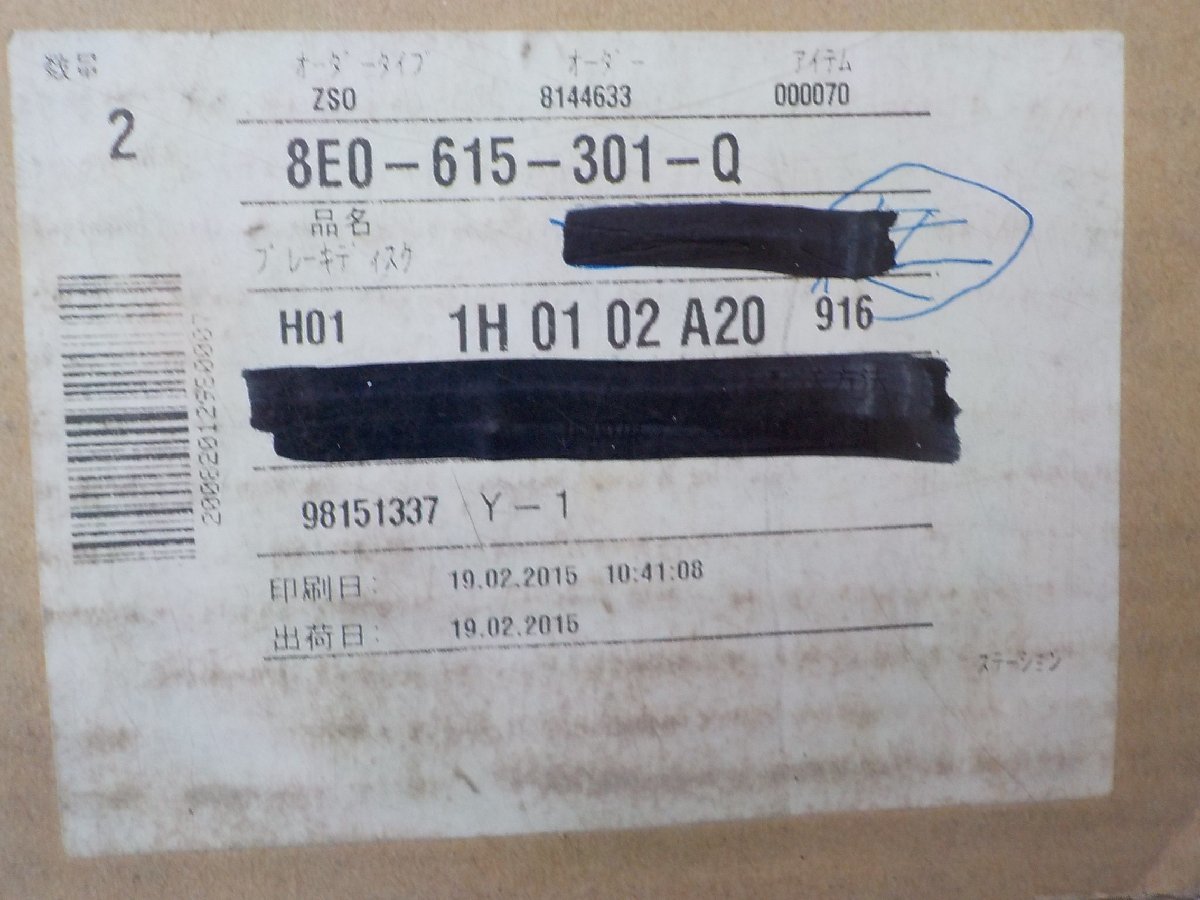 数量 オーダータイプ オーダー アイテム
2 ZSO 8144633 000070
8E0-615-301-Q
品名
ブレーキディスク
H01 1H 01 02 A20 916
98151337 Y-1
印刷日: 19.02.2015 10:41:08
出荷日: 19.02.2015
ステーション